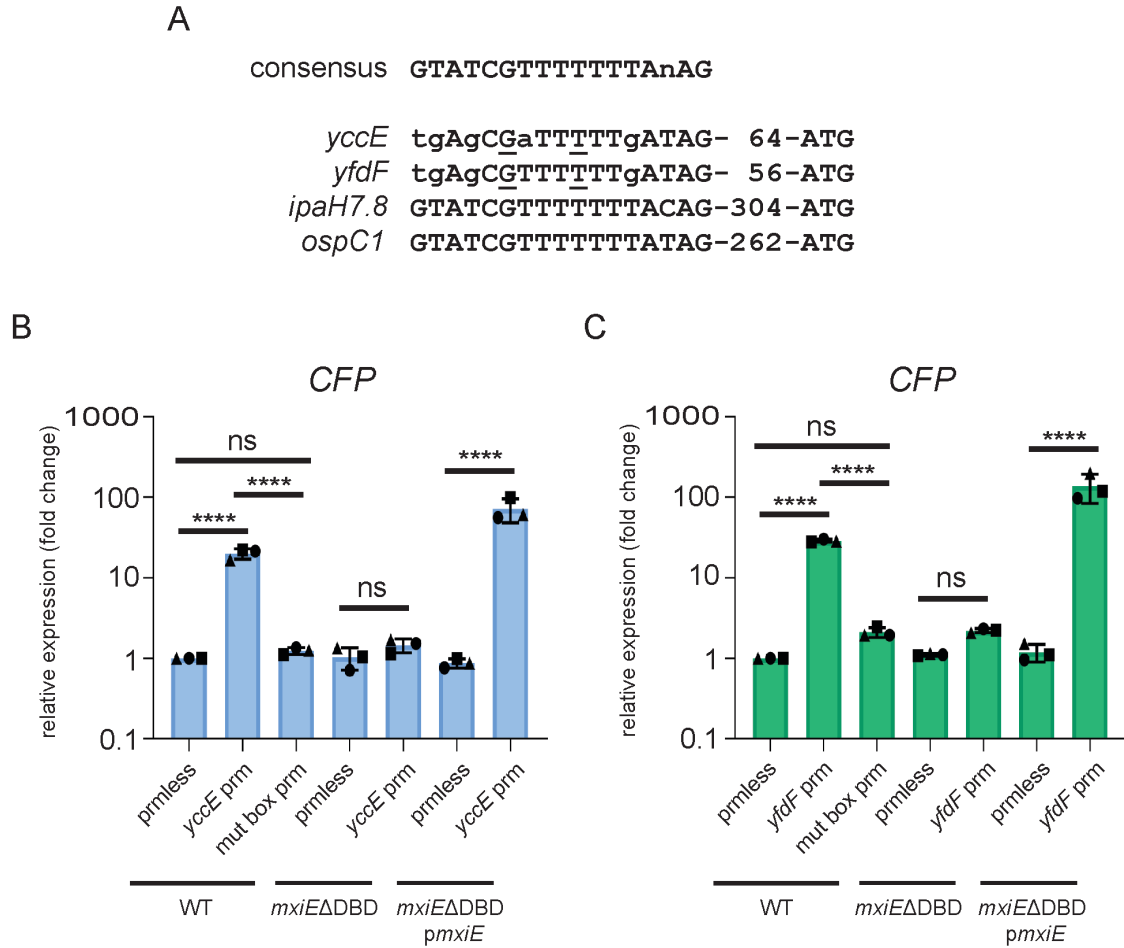 A
consensus GTATCGTTTTTTTAnAG
yccE tgAgCGaTTTTTgATAG- 64-ATG
yfdF tgAgCGTTTTTTgATAG- 56-ATG
ipaH7.8 GTATCGTTTTTTTACAG-304-ATG
ospC1 GTATCGTTTTTTTATAG-262-ATG
B
CFP
relative expression (fold change)
1000
100
10
1
0.1
ns
****
****
ns
****
prmless
yccE prm
mut box prm
prmless
yccE prm
prmless
yccE prm
WT
mxiEΔDBD
mxiEΔDBD
pmxiE
C
CFP
relative expression (fold change)
1000
100
10
1
0.1
ns
****
****
ns
****
prmless
yfdF prm
mut box prm
prmless
yfdF prm
prmless
yfdF prm
WT
mxiEΔDBD
mxiEΔDBD
pmxiE